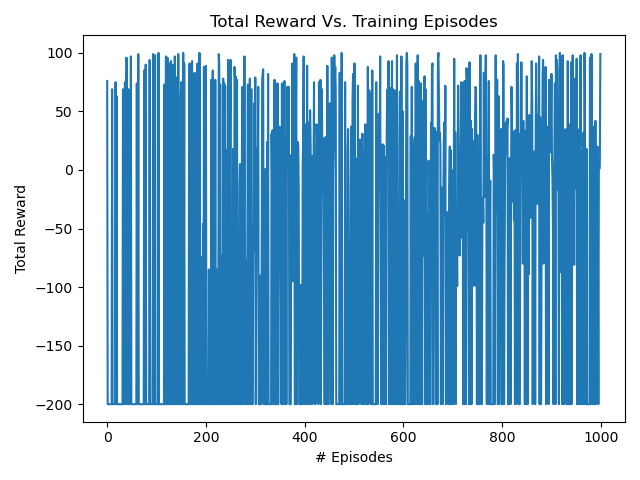 Total Reward Vs. Training Episodes
Total Reward
100
50
0
−50
−100
−150
−200
0 200 400 600 800 1000
# Episodes